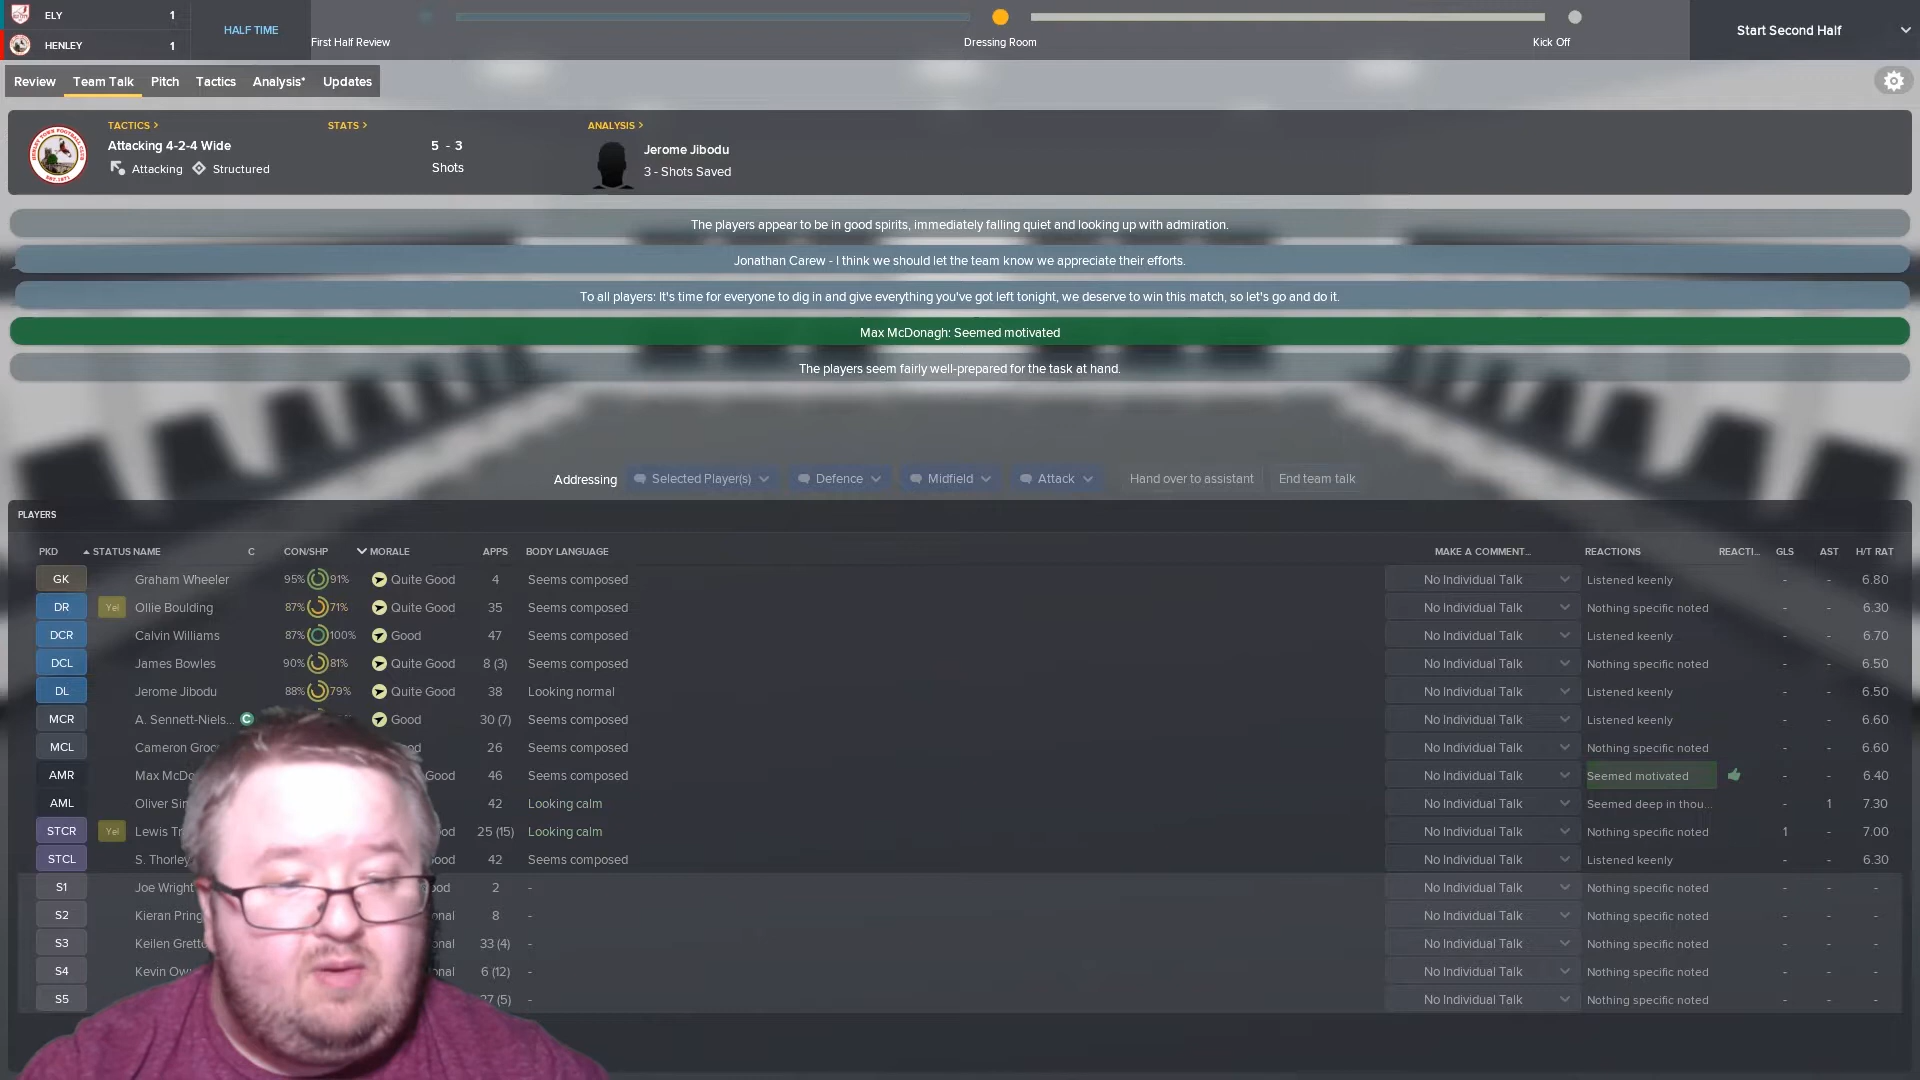 ELY 1
HENLEY 1
HALF TIME
First Half Review
Dressing Room
Kick Off
Start Second Half
Review Team Talk Pitch Tactics Analysis* Updates
TACTICS >
Attacking 4-2-4 Wide
Attacking Structured
STATS >
5 - 3
Shots
ANALYSIS >
Jerome Jibodu
3 - Shots Saved
The players appear to be in good spirits, immediately falling quiet and looking up with admiration.
Jonathan Carew - I think we should let the team know we appreciate their efforts.
To all players: It's time for everyone to dig in and give everything you've got left tonight, we deserve to win this match, so let's go and do it.
Max McDonagh: Seemed motivated
The players seem fairly well-prepared for the task at hand.
Addressing Selected Player(s) Defence Midfield Attack Hand over to assistant End team talk
PLAYERS
PKD STATUS NAME C CON/SHP MORALE APPS BODY LANGUAGE MAKE A COMMENT... REACTIONS REACTI... GLS AST H/T RAT
GK Graham Wheeler 95% 91% Quite Good 4 Seems composed No Individual Talk Listened keenly - - 6.80
DR Yel Ollie Boulding 87% 71% Quite Good 35 Seems composed No Individual Talk Nothing specific noted - - 6.30
DCR Calvin Williams 87% 100% Good 47 Seems composed No Individual Talk Listened keenly - - 6.70
DCL James Bowles 90% 81% Quite Good 8 (3) Seems composed No Individual Talk Nothing specific noted - - 6.50
DL Jerome Jibodu 88% 79% Quite Good 38 Looking normal No Individual Talk Listened keenly - - 6.50
MCR A. Sennett-Niels... C Good 30 (7) Seems composed No Individual Talk Listened keenly - - 6.60
MCL Cameron 26 Seems composed No Individual Talk Nothing specific noted - - 6.60
AMR Max Good 46 Seems composed No Individual Talk Seemed motivated - - 6.40
AML Oliver 42 Looking calm No Individual Talk Seemed deep in thou... - 1 7.30
STCR Yel Lewis 25 (15) Looking calm No Individual Talk Nothing specific noted 1 - 7.00
STCL S. Thorley 42 Seems composed No Individual Talk Listened keenly - - 6.30
S1 Joe Wright 2 - No Individual Talk Nothing specific noted - - -
S2 Kieran 8 - No Individual Talk Nothing specific noted - - -
S3 Keilen 33 (4) - No Individual Talk Nothing specific noted - - -
S4 Kevin 6 (12) - No Individual Talk Nothing specific noted - - -
S5 (5) - No Individual Talk Nothing specific noted - - -